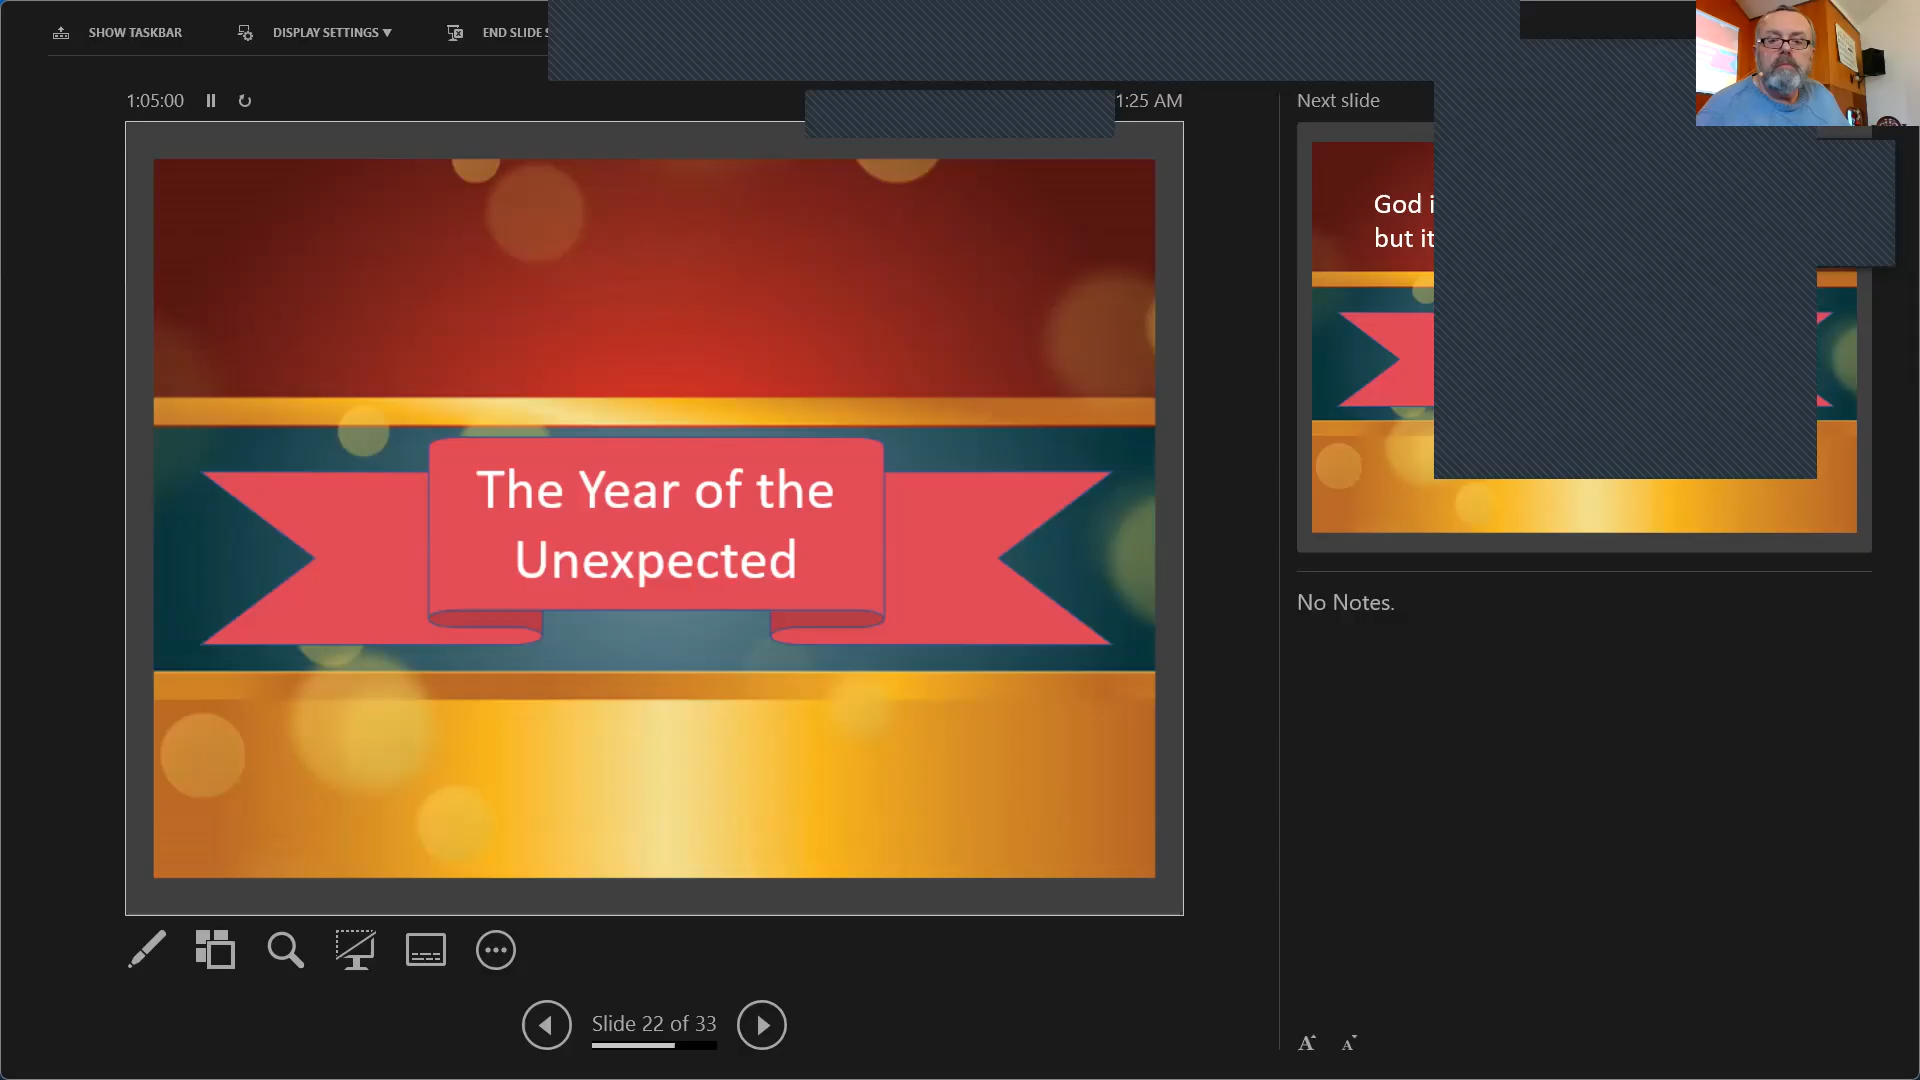 SHOW TASKBAR
DISPLAY SETTINGS
END SLIDE
1:05:00
1:25 AM
The Year of the
Unexpected
Slide 22 of 33
Next slide
God
but it
No Notes.
A A